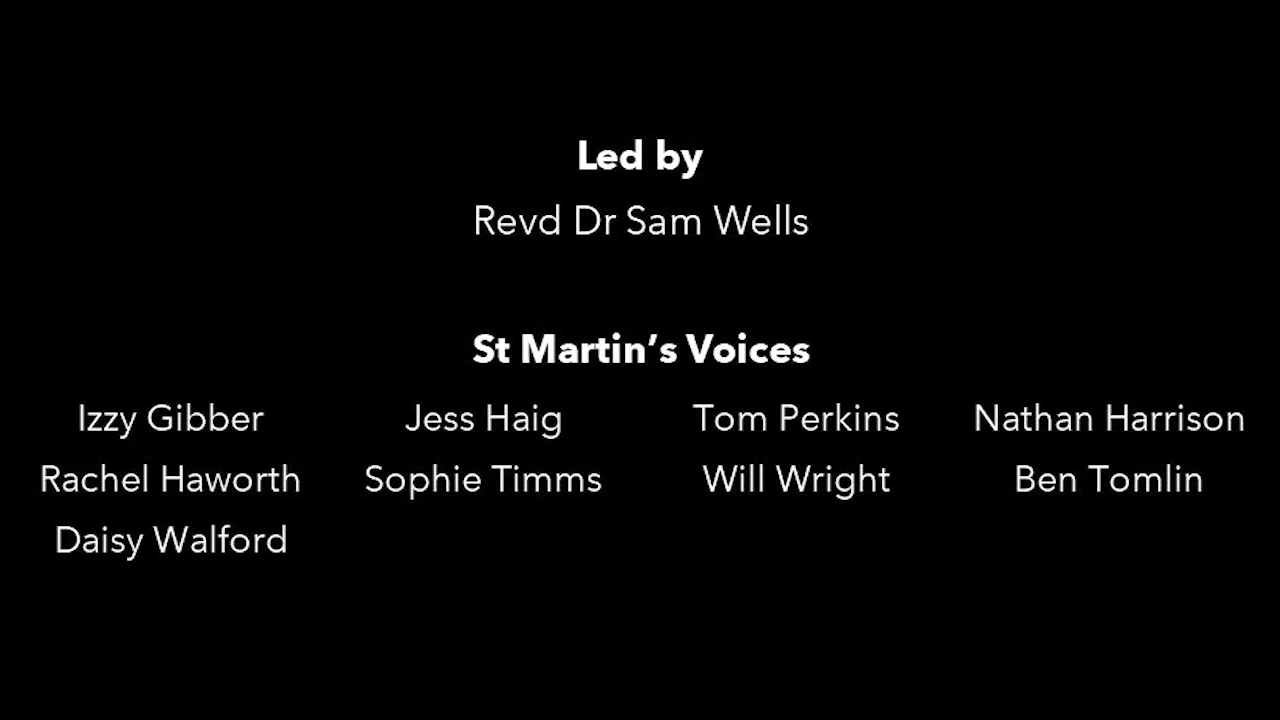 Led by
Revd Dr Sam Wells
St Martin’s Voices
Izzy Gibber Jess Haig Tom Perkins Nathan Harrison
Rachel Haworth Sophie Timms Will Wright Ben Tomlin
Daisy Walford